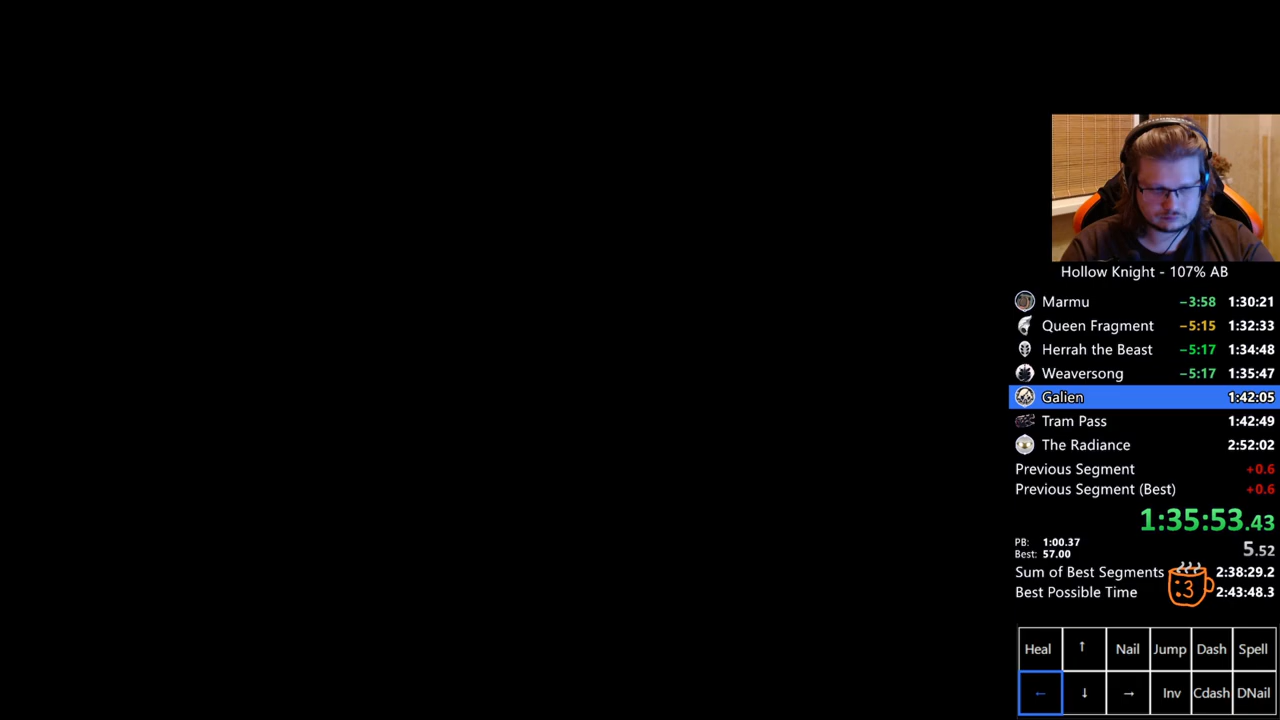 Hollow Knight - 107% AB
Marmu −3:58 1:30:21
Queen Fragment −5:15 1:32:33
Herrah the Beast −5:17 1:34:48
Weaversong −5:17 1:35:47
Galien 1:42:05
Tram Pass 1:42:49
The Radiance 2:52:02
Previous Segment +0.6
Previous Segment (Best) +0.6
1:35:53.43
PB: 1:00.37
5.52
Best: 57.00
Sum of Best Segments 2:38:29.2
Best Possible Time 2:43:48.3
Heal ↑ Nail Jump Dash Spell
← ↓ → Inv Cdash DNail